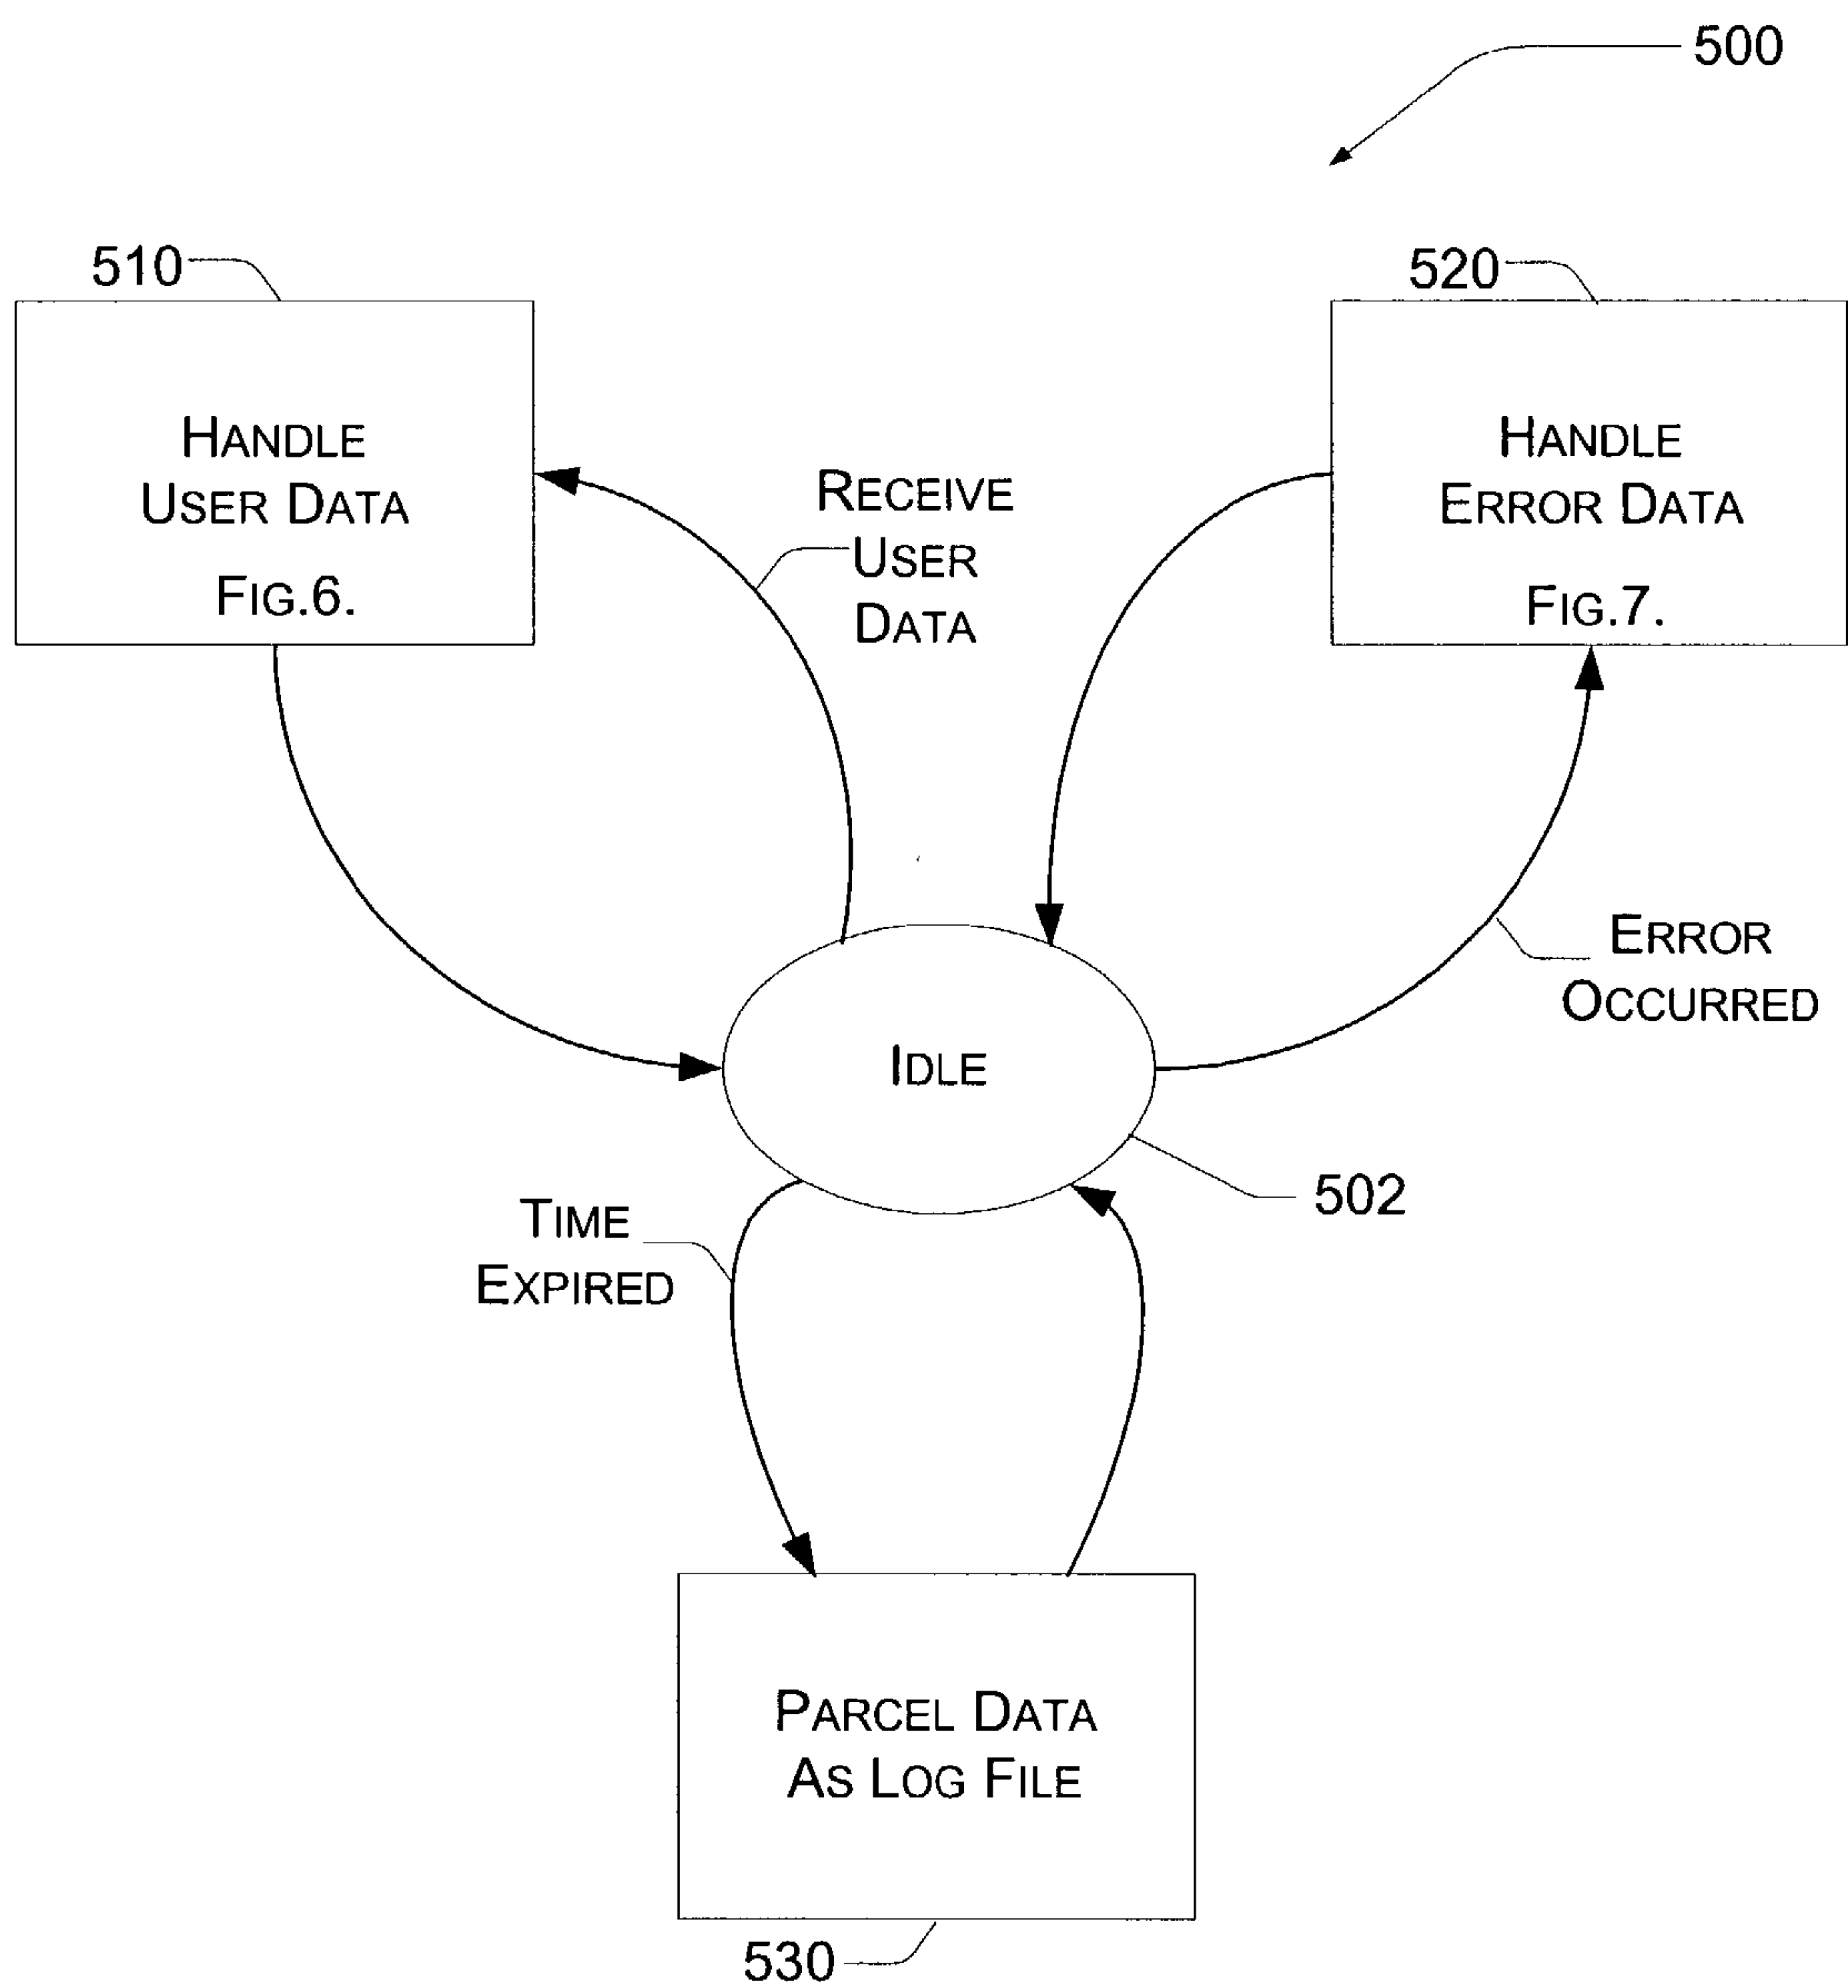 500
510
520
HANDLE
USER DATA
FIG.6.
RECEIVE
USER
DATA
HANDLE
ERROR DATA
FIG.7.
ERROR
OCCURRED
IDLE
502
TIME
EXPIRED
PARCEL DATA
AS LOG FILE
530